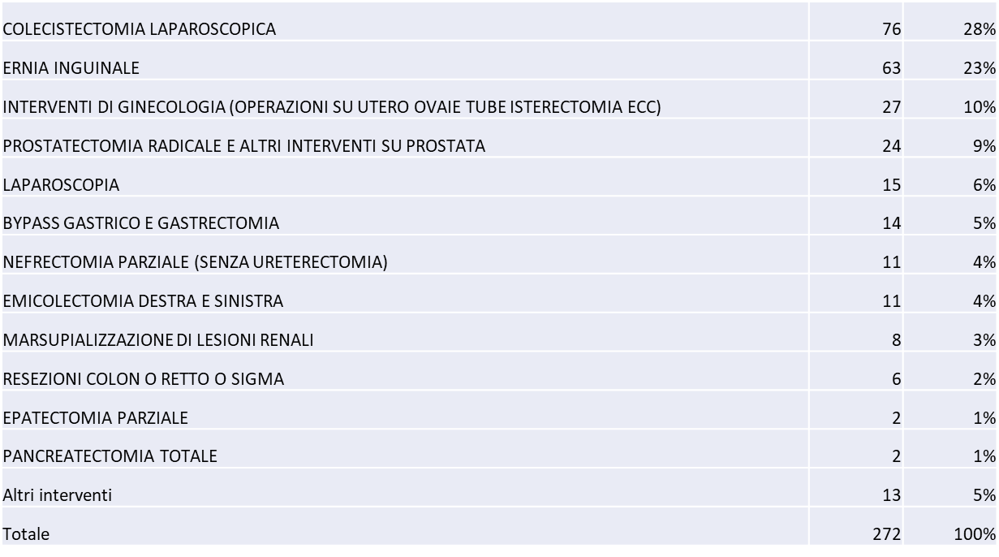 COLECISTECTOMIA LAPAROSCOPICA 76 28%
ERNIA INGUINALE 63 23%
INTERVENTI DI GINECOLOGIA (OPERAZIONI SU UTERO OVAIE TUBE ISTERECTOMIA ECC) 27 10%
PROSTATECTOMIA RADICALE E ALTRI INTERVENTI SU PROSTATA 24 9%
LAPAROSCOPIA 15 6%
BYPASS GASTRICO E GASTRECTOMIA 14 5%
NEFRECTOMIA PARZIALE (SENZA URETERECTOMIA) 11 4%
EMICOLECTOMIA DESTRA E SINISTRA 11 4%
MARSUPIALIZZAZIONE DI LESIONI RENALI 8 3%
RESEZIONI COLON O RETTO O SIGMA 6 2%
EPATECTOMIA PARZIALE 2 1%
PANCREATECTOMIA TOTALE 2 1%
Altri interventi 13 5%
Totale 272 100%